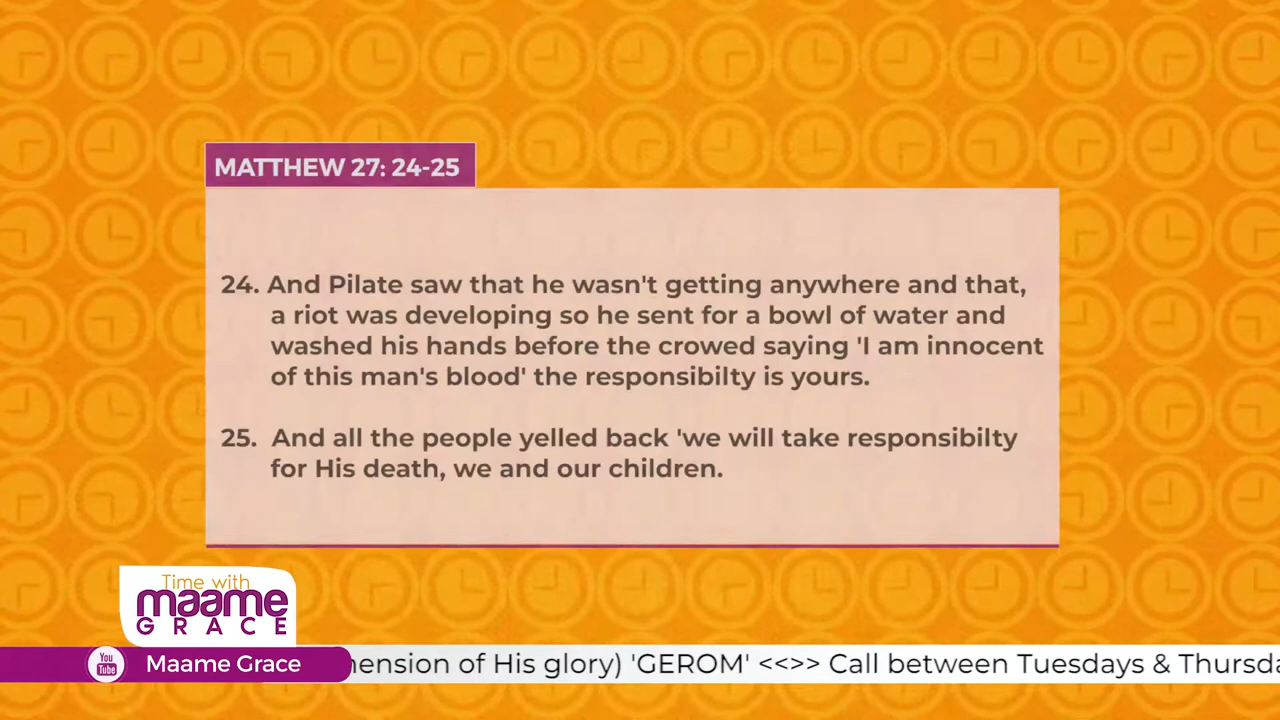 MATTHEW 27: 24-25
24. And Pilate saw that he wasn't getting anywhere and that,
a riot was developing so he sent for a bowl of water and
washed his hands before the crowed saying 'I am innocent
of this man's blood' the responsibilty is yours.
25. And all the people yelled back 'we will take responsibilty
for His death, we and our children.
Time with
maame
GRACE
You
Tube
Maame Grace
of His glory) 'GEROM' <<>> Call between Tuesdays &